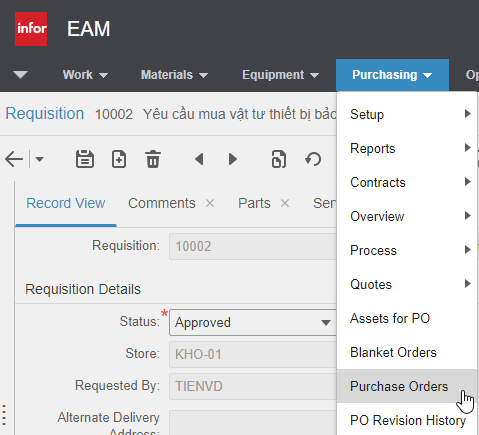 infor EAM
Work Materials Equipment Purchasing Op
Requisition 10002 Yêu cầu mua vật tư thiết bị bảo
Setup
Reports
Contracts
Overview
Process
Quotes
Assets for PO
Blanket Orders
Purchase Orders
PO Revision History
Record View Comments × Parts × Ser
Requisition: 10002
Requisition Details
Status: * Approved
Store: KHO-01
Requested By: TIENVD
Alternate Delivery
Address: